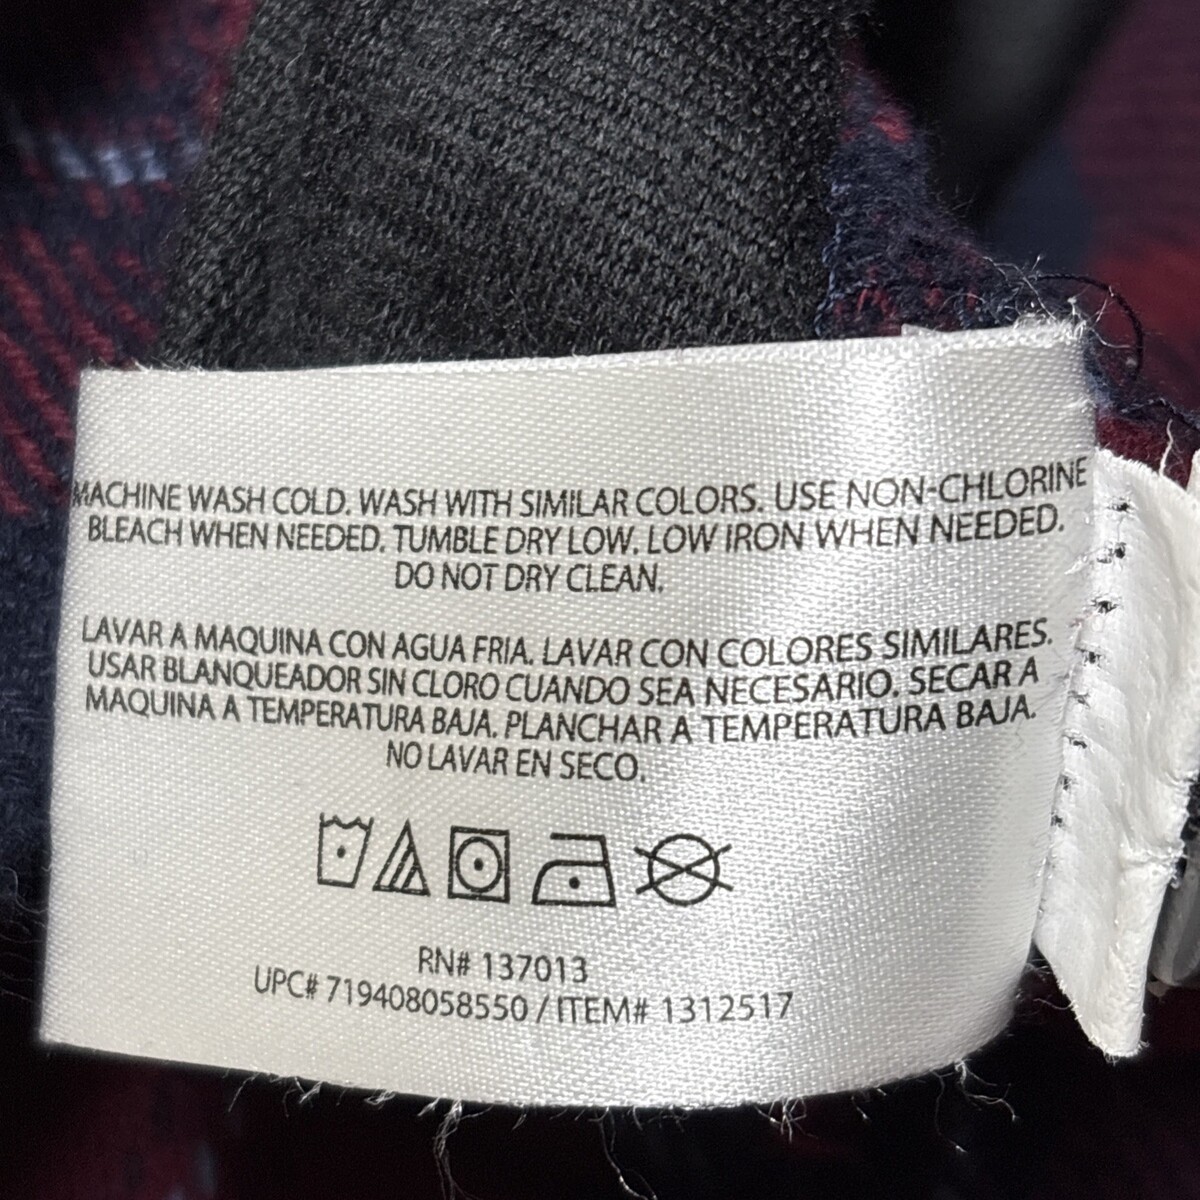 MACHINE WASH COLD. WASH WITH SIMILAR COLORS. USE NON-CHLORINE
BLEACH WHEN NEEDED. TUMBLE DRY LOW. LOW IRON WHEN NEEDED.
DO NOT DRY CLEAN.
LAVAR A MAQUINA CON AGUA FRIA. LAVAR CON COLORES SIMILARES.
USAR BLANQUEADOR SIN CLORO CUANDO SEA NECESARIO. SECAR A
MAQUINA A TEMPERATURA BAJA. PLANCHAR A TEMPERATURA BAJA.
NO LAVAR EN SECO.
RN# 137013
UPC# 719408058550 / ITEM# 1312517